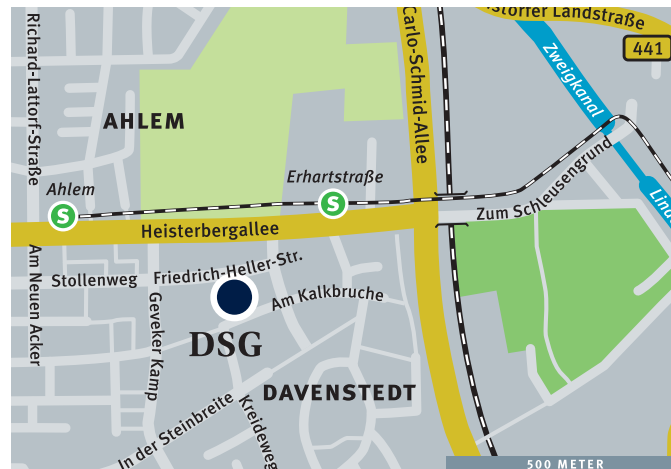 storfer Landstraße
441
Richard-Lattorf-Straße
Carlo-Schmid-Allee
Zweigkanal
AHLEM
Ahlem
S
Erhartstraße
S
Zum Schleusengrund
Lind
Heisterbergallee
Am Neuen Acker
Stollenweg
Friedrich-Heller-Str.
Geveker Kamp
Am Kalkbruche
DSG
DAVENSTEDT
In der Steinbreite
Kreideweg
500 METER